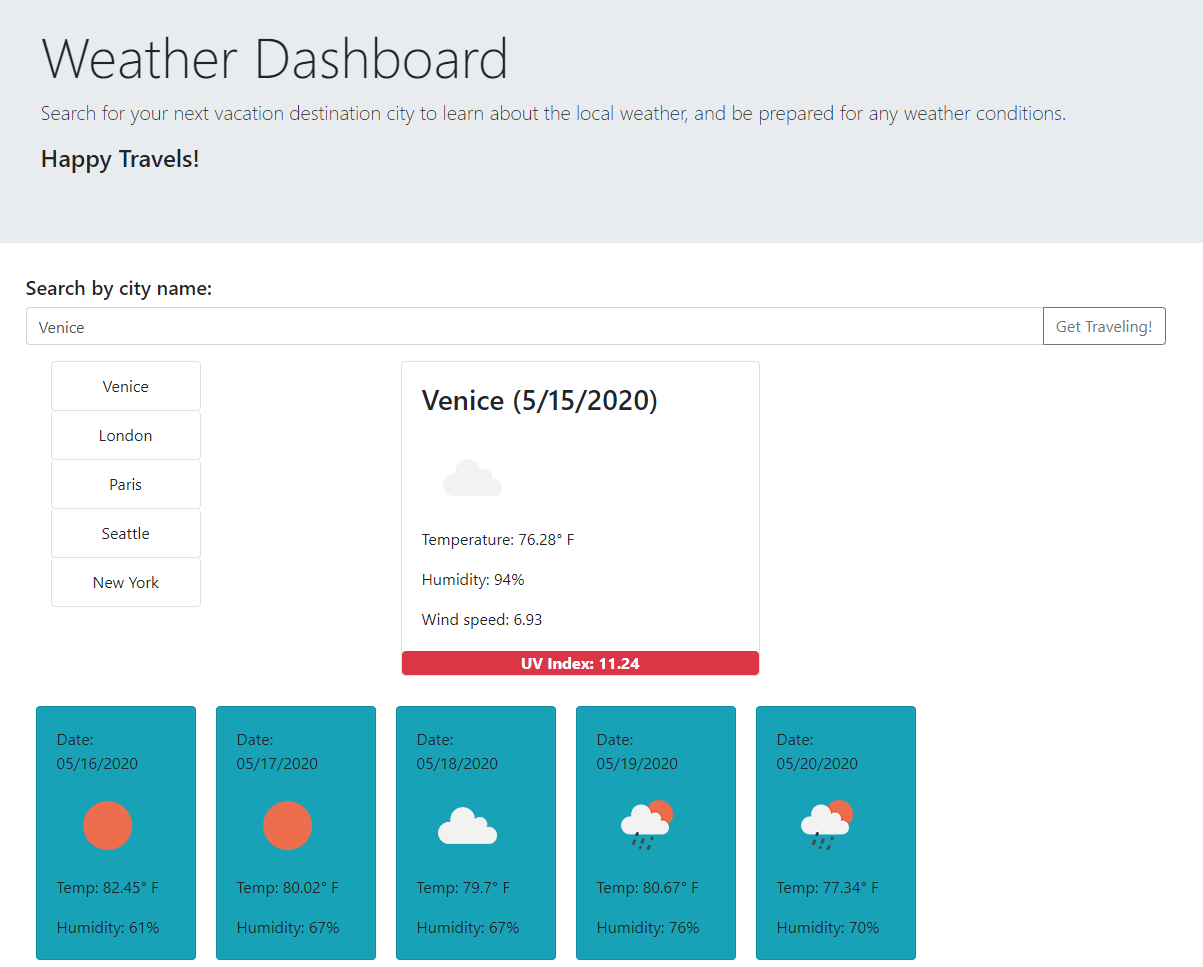 Weather Dashboard
Search for your next vacation destination city to learn about the local weather, and be prepared for any weather conditions.
Happy Travels!
Search by city name:
Venice
Get Traveling!
Venice
London
Paris
Seattle
New York
Venice (5/15/2020)
Temperature: 76.28° F
Humidity: 94%
Wind speed: 6.93
UV Index: 11.24
Date:
05/16/2020
Temp: 82.45° F
Humidity: 61%
Date:
05/17/2020
Temp: 80.02° F
Humidity: 67%
Date:
05/18/2020
Temp: 79.7° F
Humidity: 67%
Date:
05/19/2020
Temp: 80.67° F
Humidity: 76%
Date:
05/20/2020
Temp: 77.34° F
Humidity: 70%